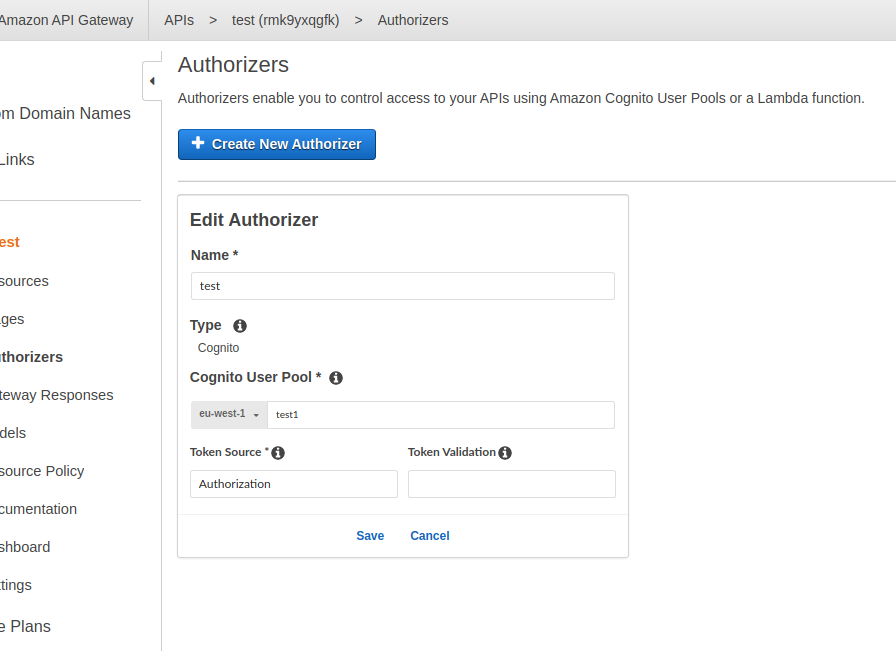 Amazon API Gateway APIs > test (rmk9yxqgfk) > Authorizers
om Domain Names
Links
est
sources
ges
thorizers
teway Responses
dels
source Policy
cumentation
shboard
tings
e Plans
Authorizers
Authorizers enable you to control access to your APIs using Amazon Cognito User Pools or a Lambda function.
Create New Authorizer
Edit Authorizer
Name *
test
Type
Cognito
Cognito User Pool *
eu-west-1 test1
Token Source * Token Validation
Authorization
Save Cancel